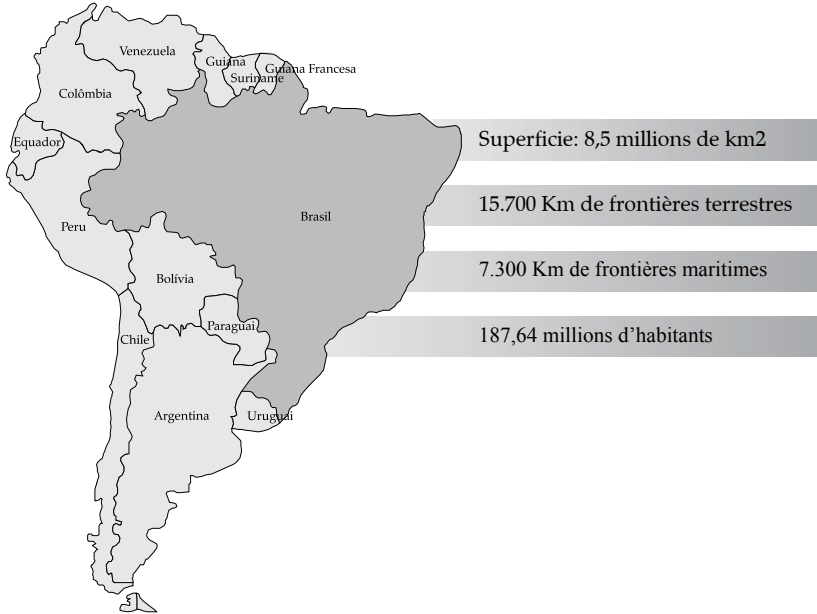 Venezuela
Guiana
Guiana Francesa
Suriname
Colômbia
Equador
Superficie: 8,5 millions de km2
15.700 Km de frontières terrestres
Brasil
Peru
7.300 Km de frontières maritimes
Bolívia
Paraguai
187,64 millions d’habitants
Chile
Argentina
Uruguai